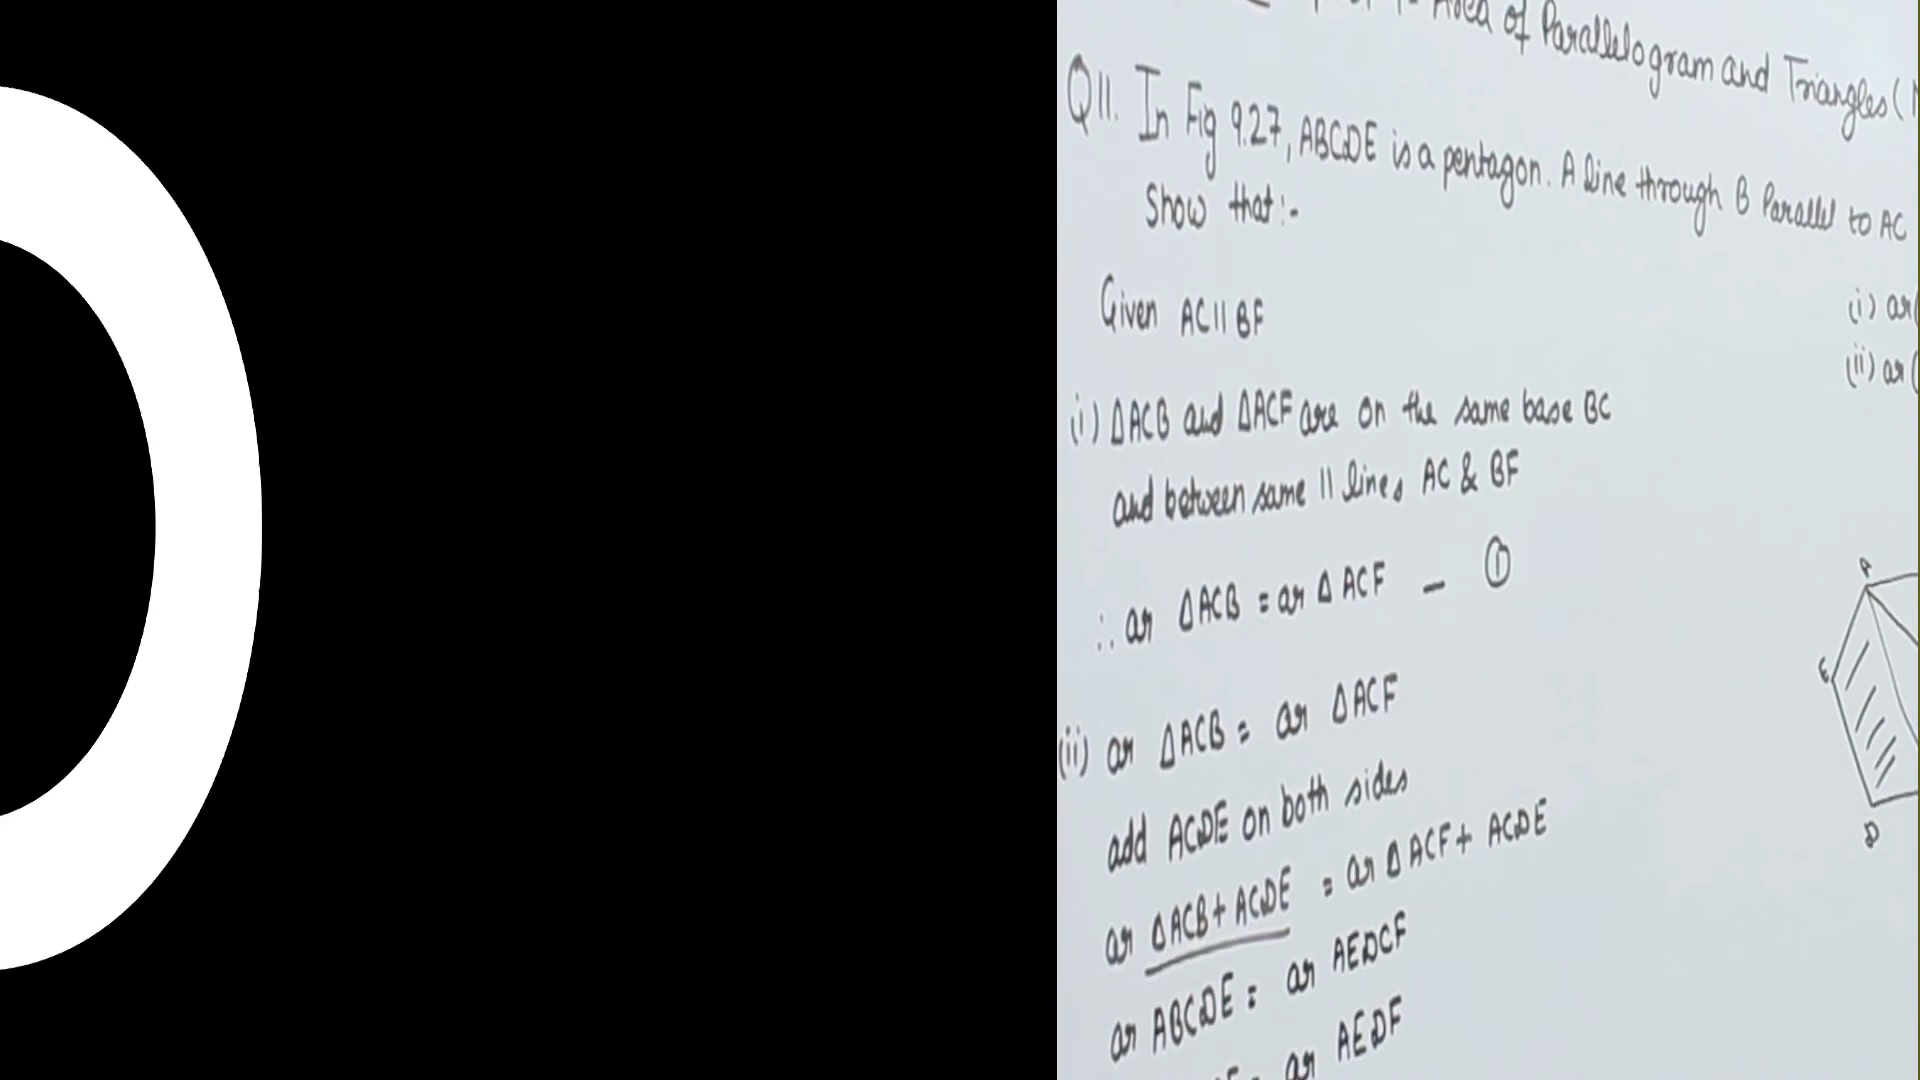 Area of Parallelogram and Triangles (
Q11. In Fig 9.27, ABCDE is a pentagon. A line through B Parallel to AC
Show that:-
(i) ar(
(ii) ar(
Given AC || BF
(i) ΔACB and ΔACF are on the same base BC
and between same || lines AC & BF
∴ ar ΔACB = ar ΔACF — ①
(ii) ar ΔACB = ar ΔACF
add ACDE on both sides
ar ΔACB + ACDE = ar ΔACF + ACDE
ar ABCDE = ar AEDCF
= ar AEDF
A
E
D